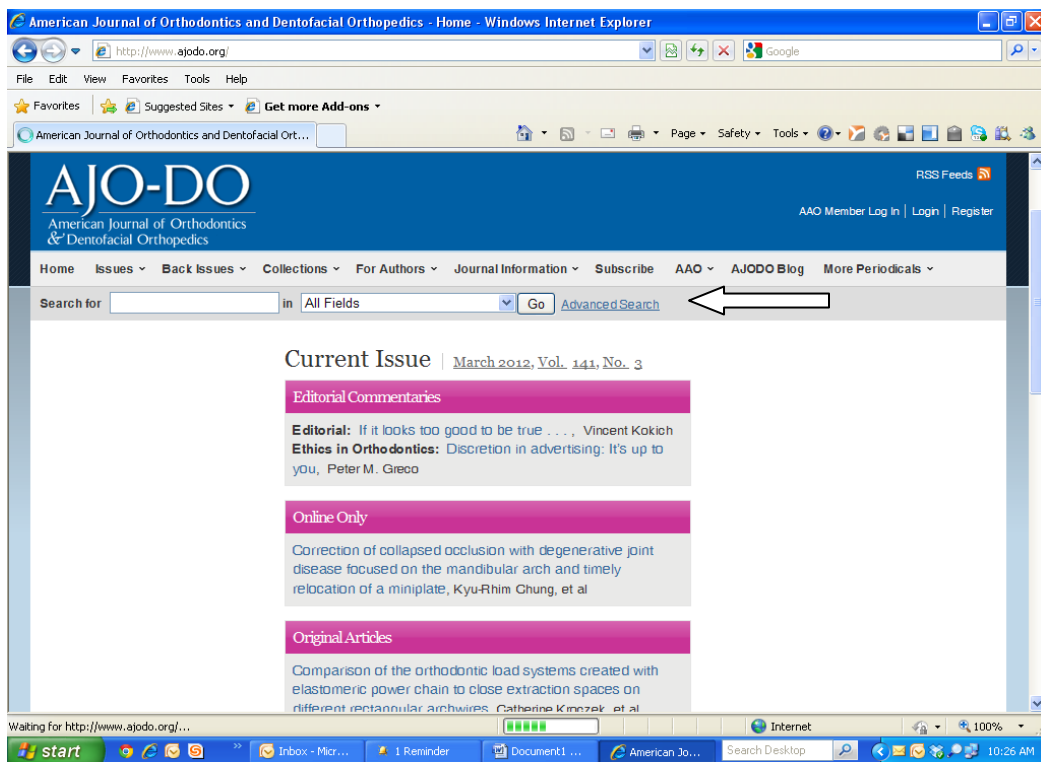 American Journal of Orthodontics and Dentofacial Orthopedics - Home - Windows Internet Explorer
http://www.ajodo.org/
Google
File Edit View Favorites Tools Help
Favorites Suggested Sites Get more Add-ons
American Journal of Orthodontics and Dentofacial Ort... Page Safety Tools
AJO-DO
American Journal of Orthodontics
& Dentofacial Orthopedics
RSS Feeds
AAO Member Log In | Login | Register
Home Issues Back Issues Collections For Authors Journal Information Subscribe AAO AJODO Blog More Periodicals
Search for in All Fields Go Advanced Search
Current Issue | March 2012, Vol. 141, No. 3
Editorial Commentaries
Editorial: If it looks too good to be true . . . , Vincent Kokich
Ethics in Orthodontics: Discretion in advertising: It's up to
you, Peter M. Greco
Online Only
Correction of collapsed occlusion with degenerative joint
disease focused on the mandibular arch and timely
relocation of a miniplate, Kyu-Rhim Chung, et al
Original Articles
Comparison of the orthodontic load systems created with
elastomeric power chain to close extraction spaces on
different rectangular archwires, Catherine et al
Waiting for http://www.ajodo.org/... Internet 100%
start Inbox - Micr... 1 Reminder Document1 ... American Jo... Search Desktop 10:26 AM